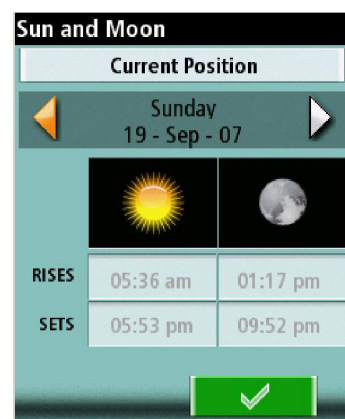 Sun and Moon
Current Position
Sunday
19 - Sep - 07
RISES 05:36 am 01:17 pm
SETS 05:53 pm 09:52 pm